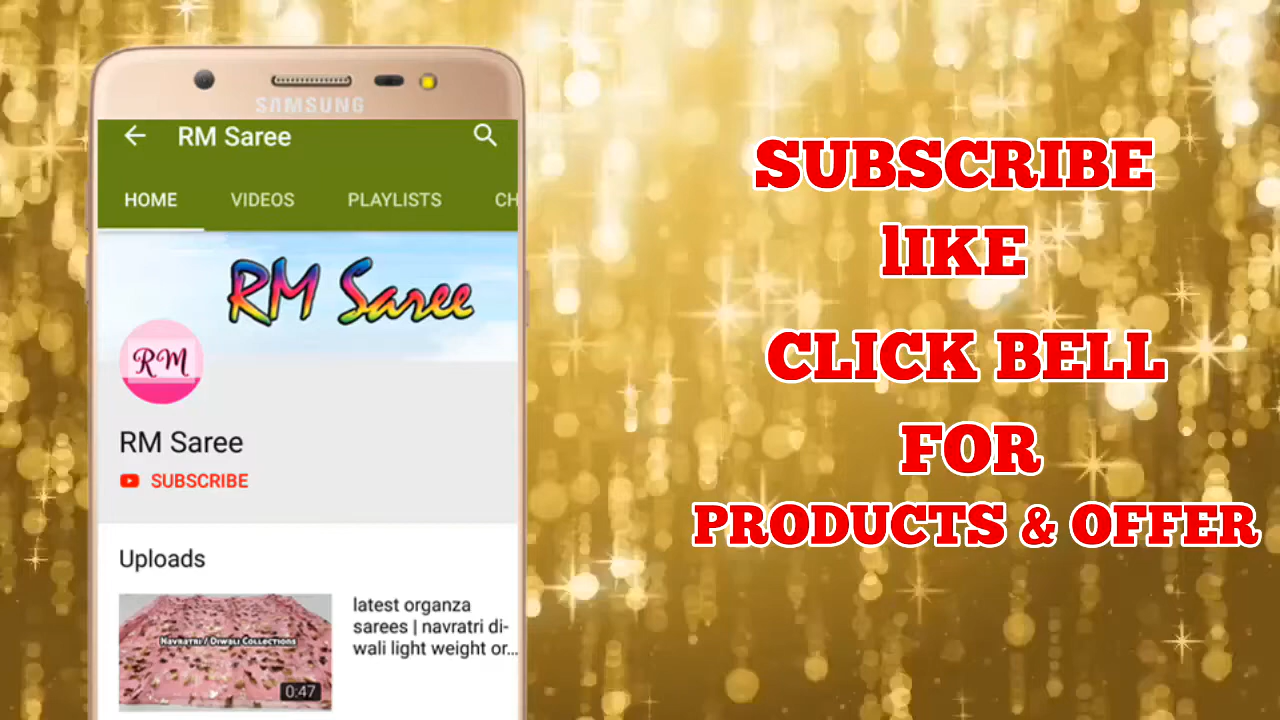 SAMSUNG
RM Saree
HOME VIDEOS PLAYLISTS CH
RM Saree
RM
RM Saree
SUBSCRIBE
Uploads
NAVRATRI / DIWALI COLLECTIONS
0:47
latest organza
sarees | navratri di-
wali light weight or...
SUBSCRIBE
lIKE
CLICK BELL
FOR
PRODUCTS & OFFER